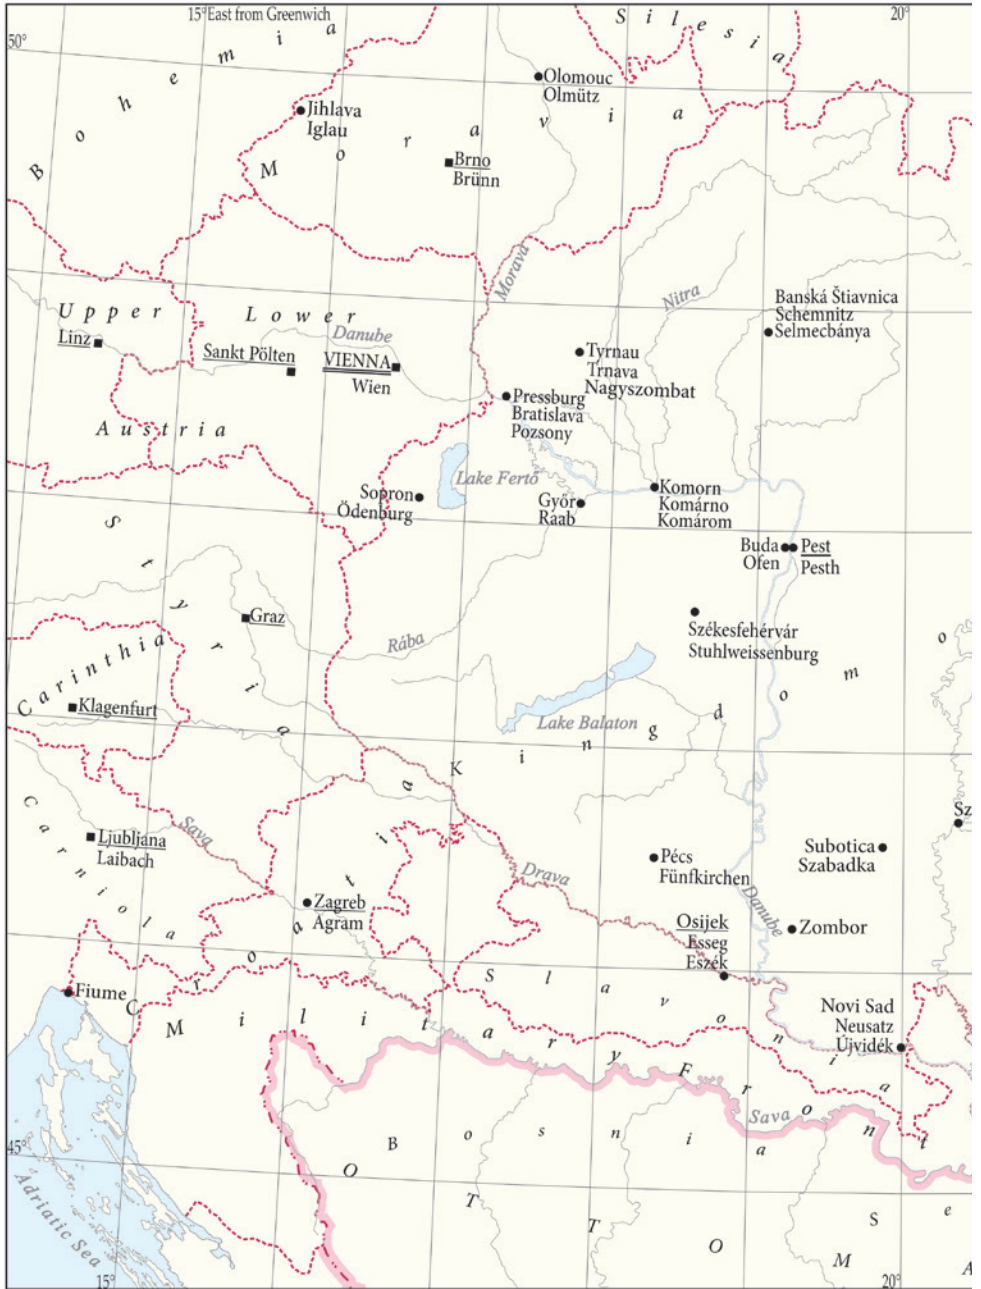 15° East from Greenwich
20°
50°
Bohemia
Silesia
Olomouc
Olmütz
Jihlava
Iglau
Moravia
Brno
Brünn
Morava
Nitra
Banská Štiavnica
Schemnitz
Selmecbánya
Upper
Lower
Danube
Linz
Sankt Pölten
VIENNA
Wien
Tyrnau
Trnava
Nagyszombat
Pressburg
Bratislava
Pozsony
Austria
Lake Fertő
Sopron
Ödenburg
Győr
Raab
Komorn
Komárno
Komárom
Buda
Ofen
Pest
Pesth
Styria
Graz
Rába
Székesfehérvár
Stuhlweissenburg
Carinthia
Klagenfurt
Lake Balaton
Kingdom o
Carniola
Sava
Ljubljana
Laibach
Sz
Subotica
Szabadka
Pécs
Fünfkirchen
Drava
Zagreb
Agram
Croatia
Danube
Zombor
Osijek
Esseg
Eszék
Slavonia
Fiume
Novi Sad
Neusatz
Újvidék
Military Front
Sava
Bosnia
45°
Adriatic Sea
OTTOMA
Se
15°
20°